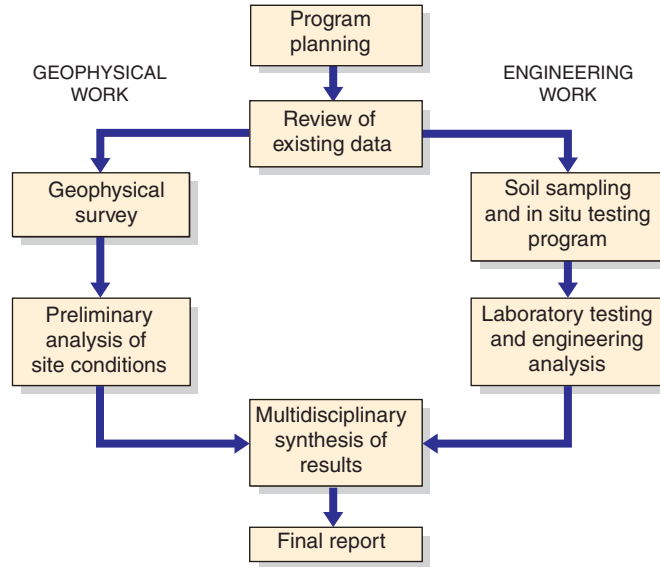 Program
planning
GEOPHYSICAL
WORK
ENGINEERING
WORK
Review of
existing data
Geophysical
survey
Soil sampling
and in situ testing
program
Preliminary
analysis of
site conditions
Laboratory testing
and engineering
analysis
Multidisciplinary
synthesis of
results
Final report